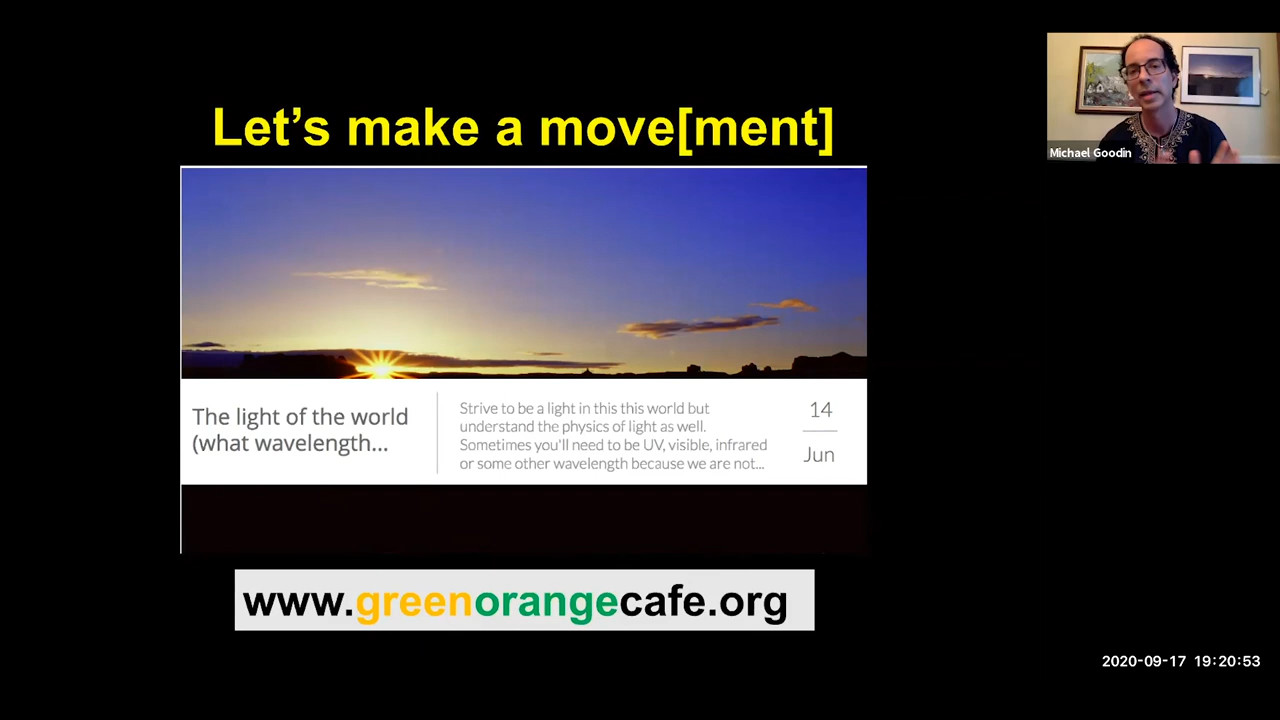 Let's make a move[ment]
Michael Goodin
The light of the world
(what wavelength...
Strive to be a light in this this world but
understand the physics of light as well.
Sometimes you'll need to be UV, visible, infrared
or some other wavelength because we are not...
14
Jun
www.greenorangecafe.org
2020-09-17 19:20:53